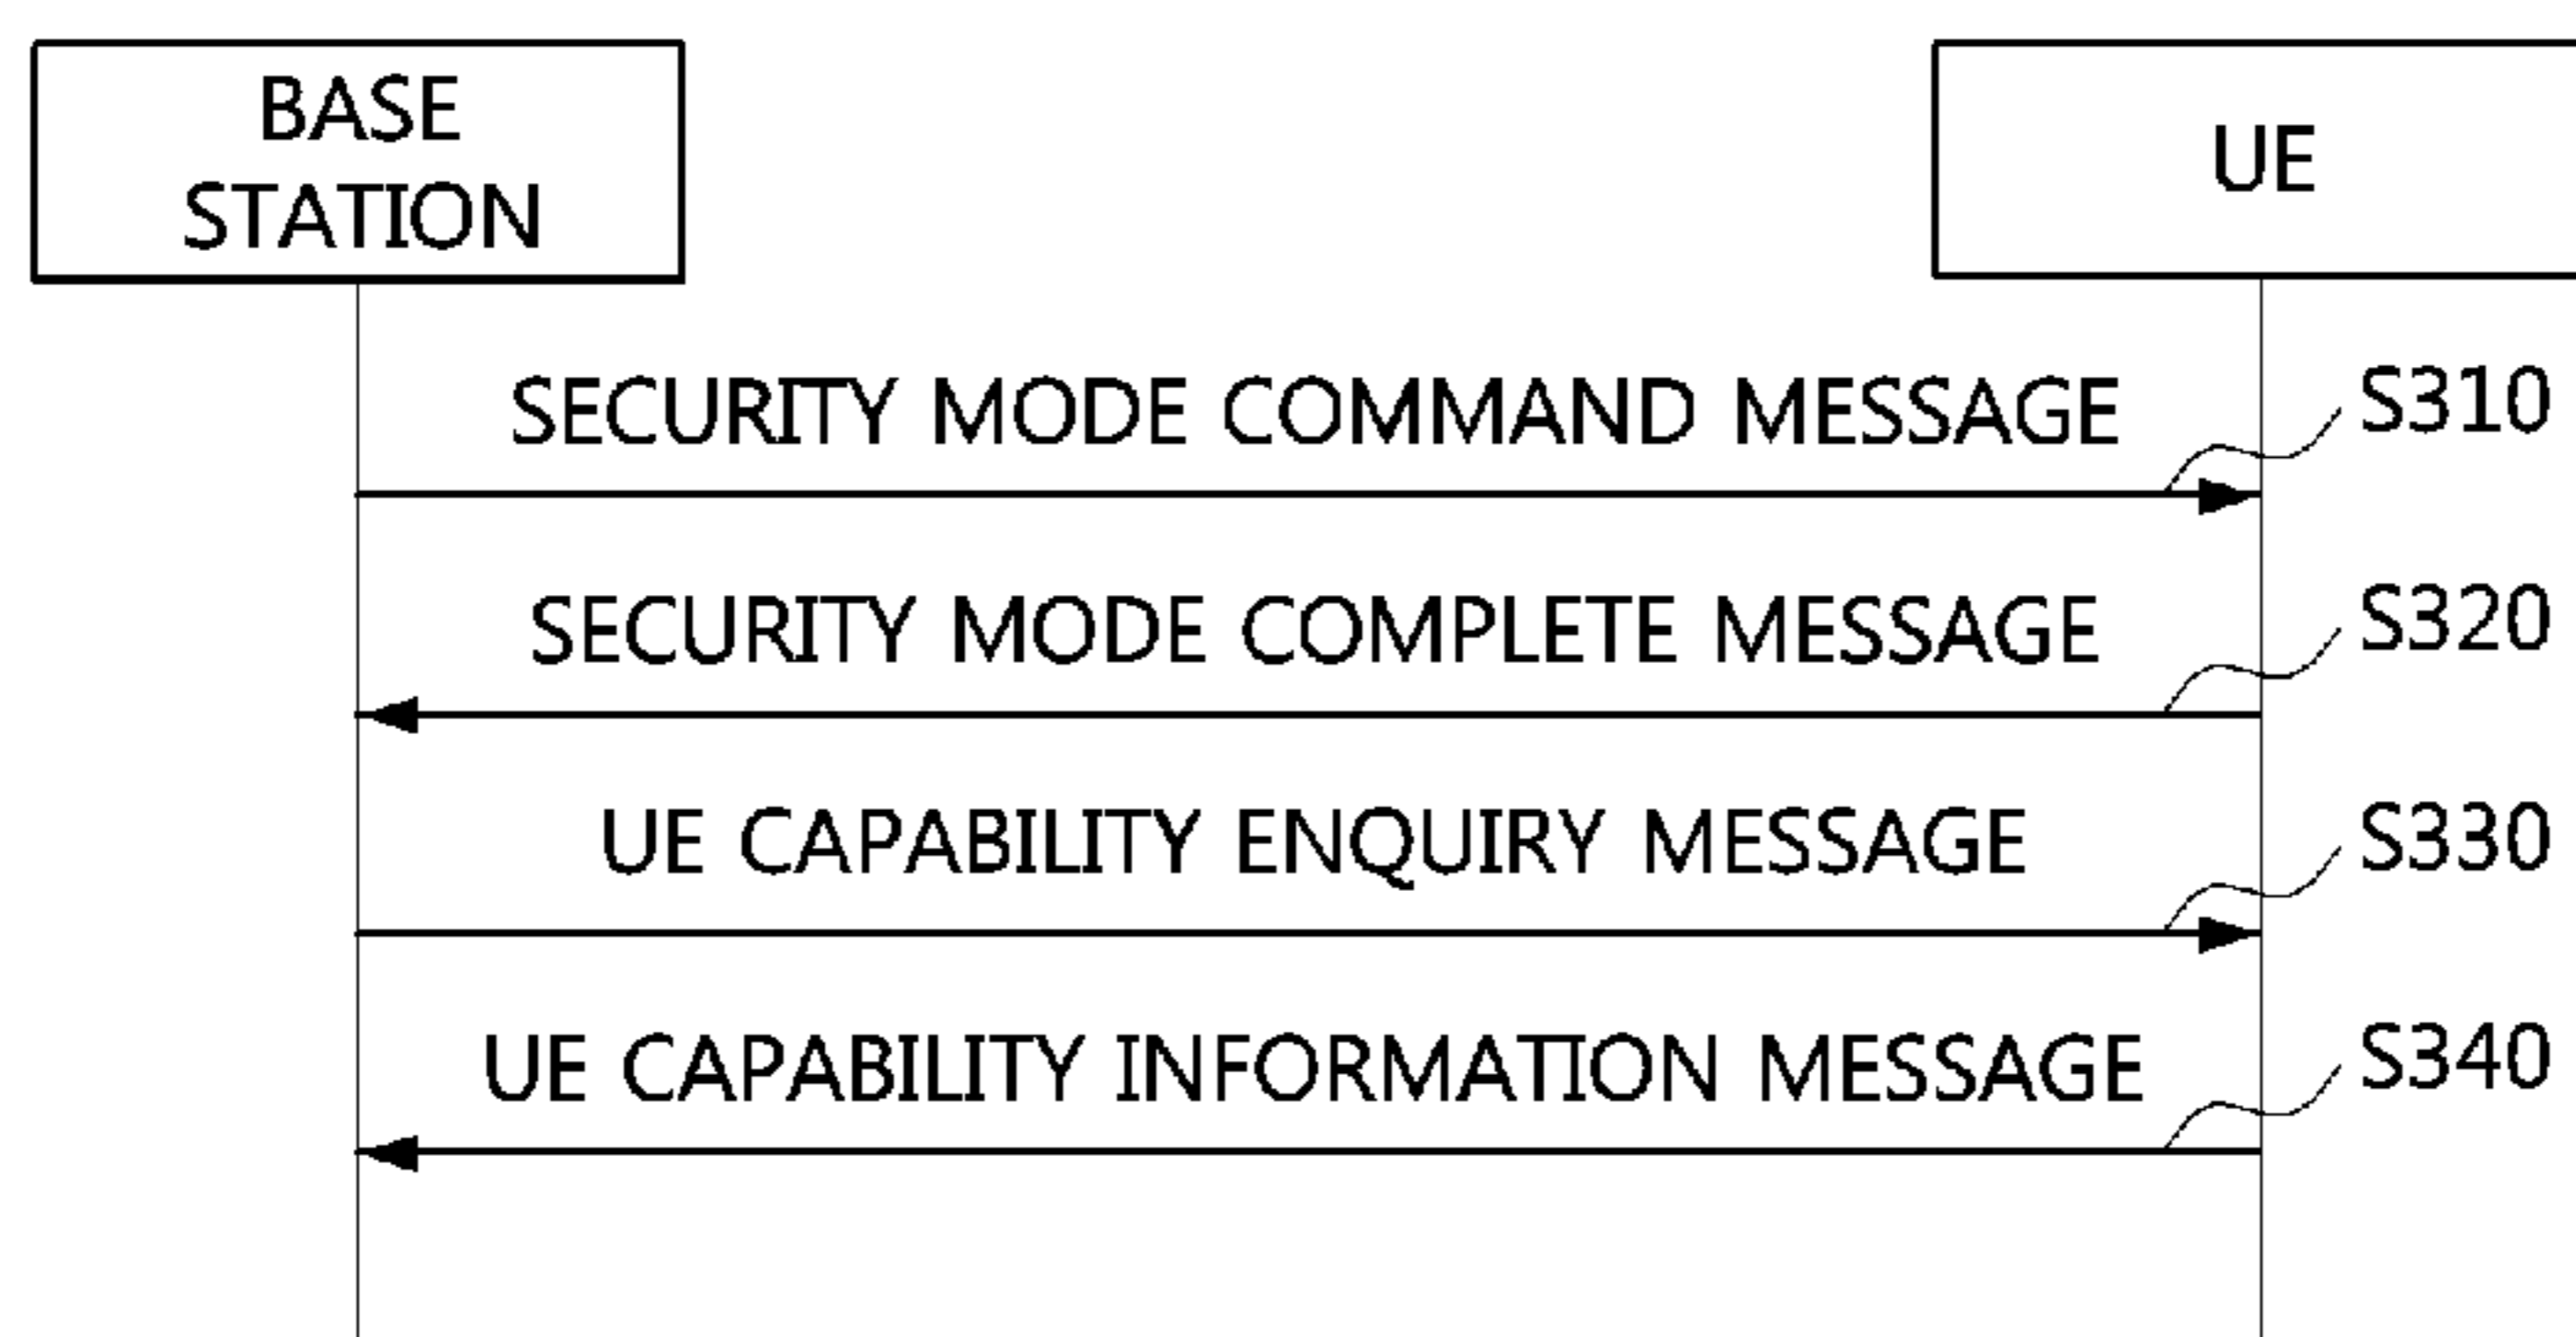 BASE
STATION
UE
SECURITY MODE COMMAND MESSAGE
S310
SECURITY MODE COMPLETE MESSAGE
S320
UE CAPABILITY ENQUIRY MESSAGE
S330
UE CAPABILITY INFORMATION MESSAGE
S340